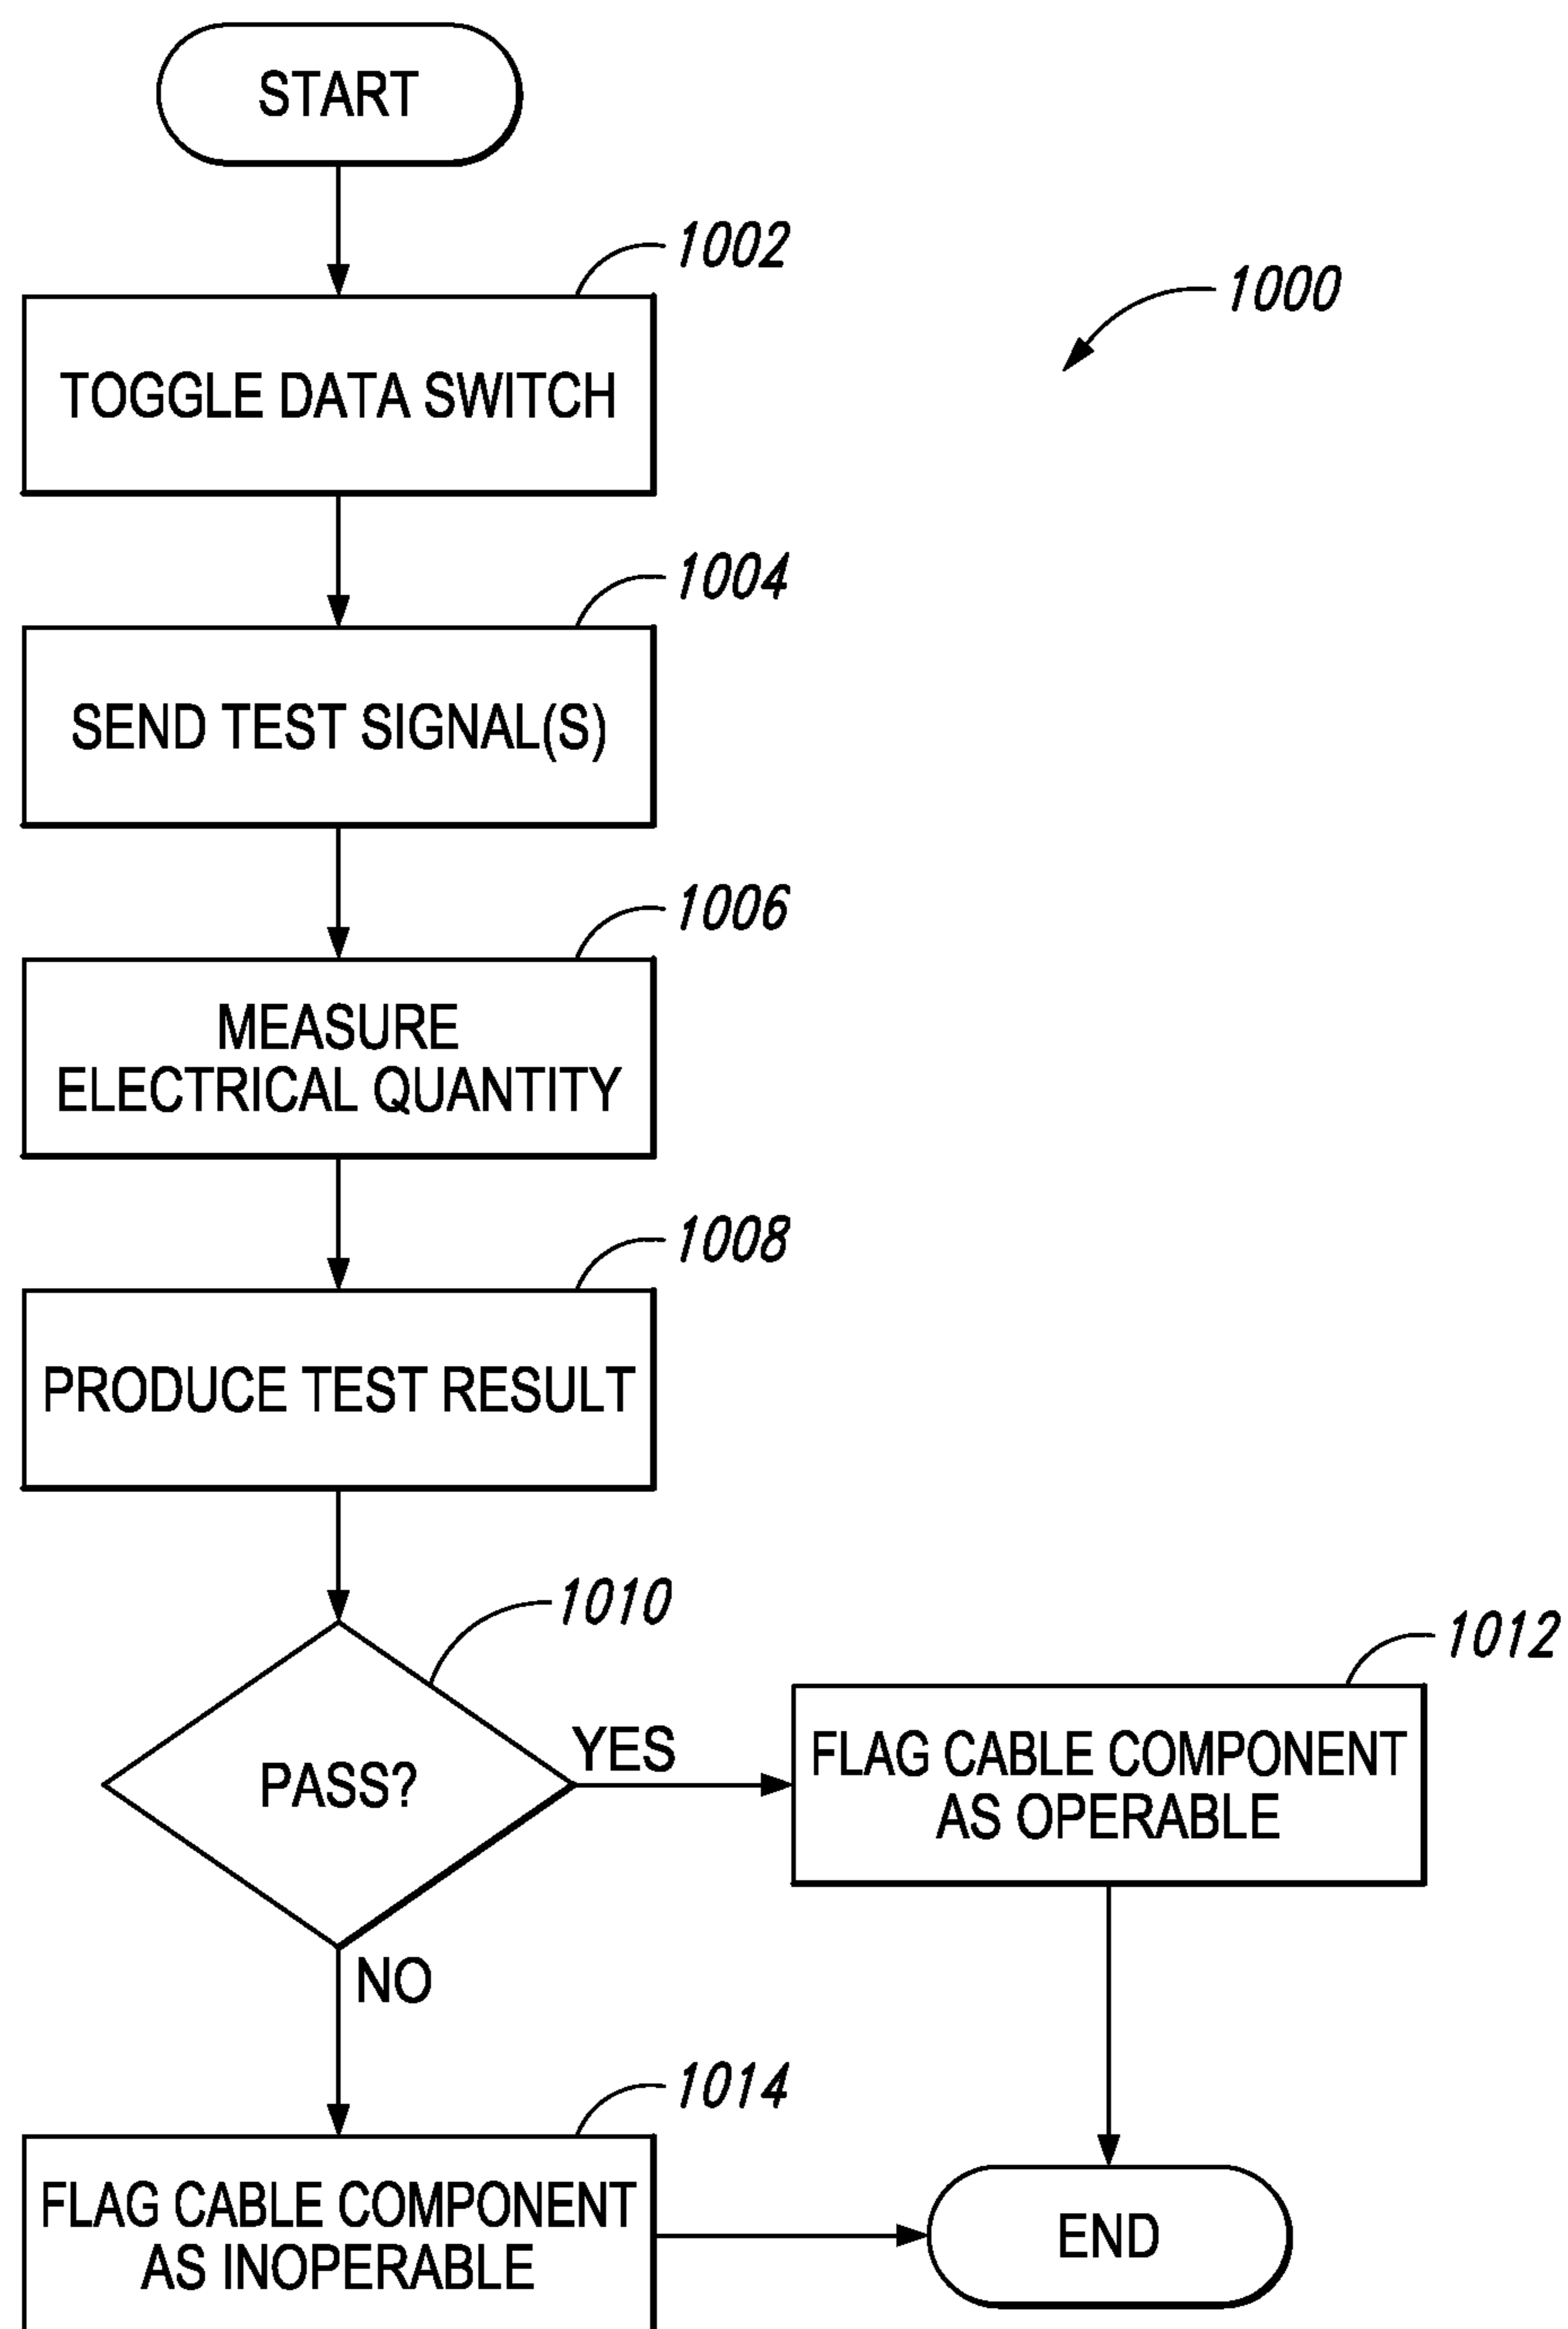 START
1002
1000
TOGGLE DATA SWITCH
1004
SEND TEST SIGNAL(S)
1006
MEASURE
ELECTRICAL QUANTITY
1008
PRODUCE TEST RESULT
1010
PASS?
YES
1012
FLAG CABLE COMPONENT
AS OPERABLE
NO
1014
FLAG CABLE COMPONENT
AS INOPERABLE
END